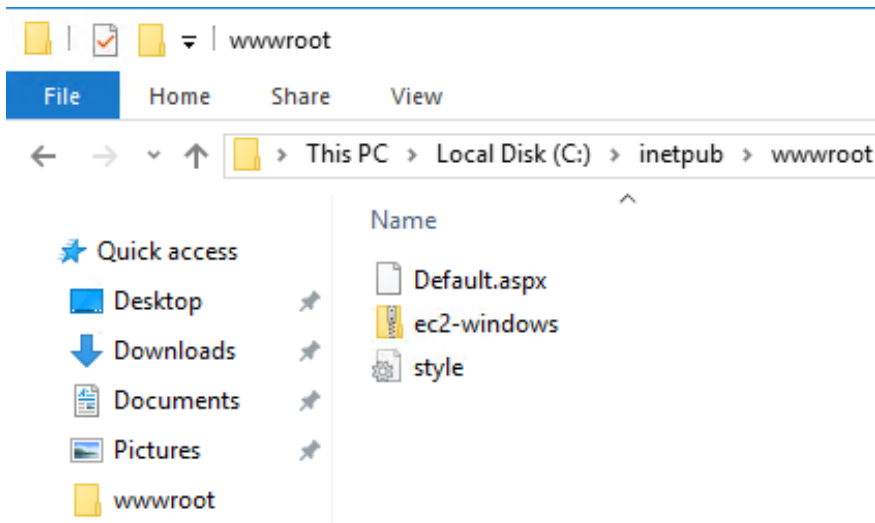 wwwroot
File Home Share View
This PC > Local Disk (C:) > inetpub > wwwroot
Name
Quick access
Desktop
Downloads
Documents
Pictures
wwwroot
Default.aspx
ec2-windows
style